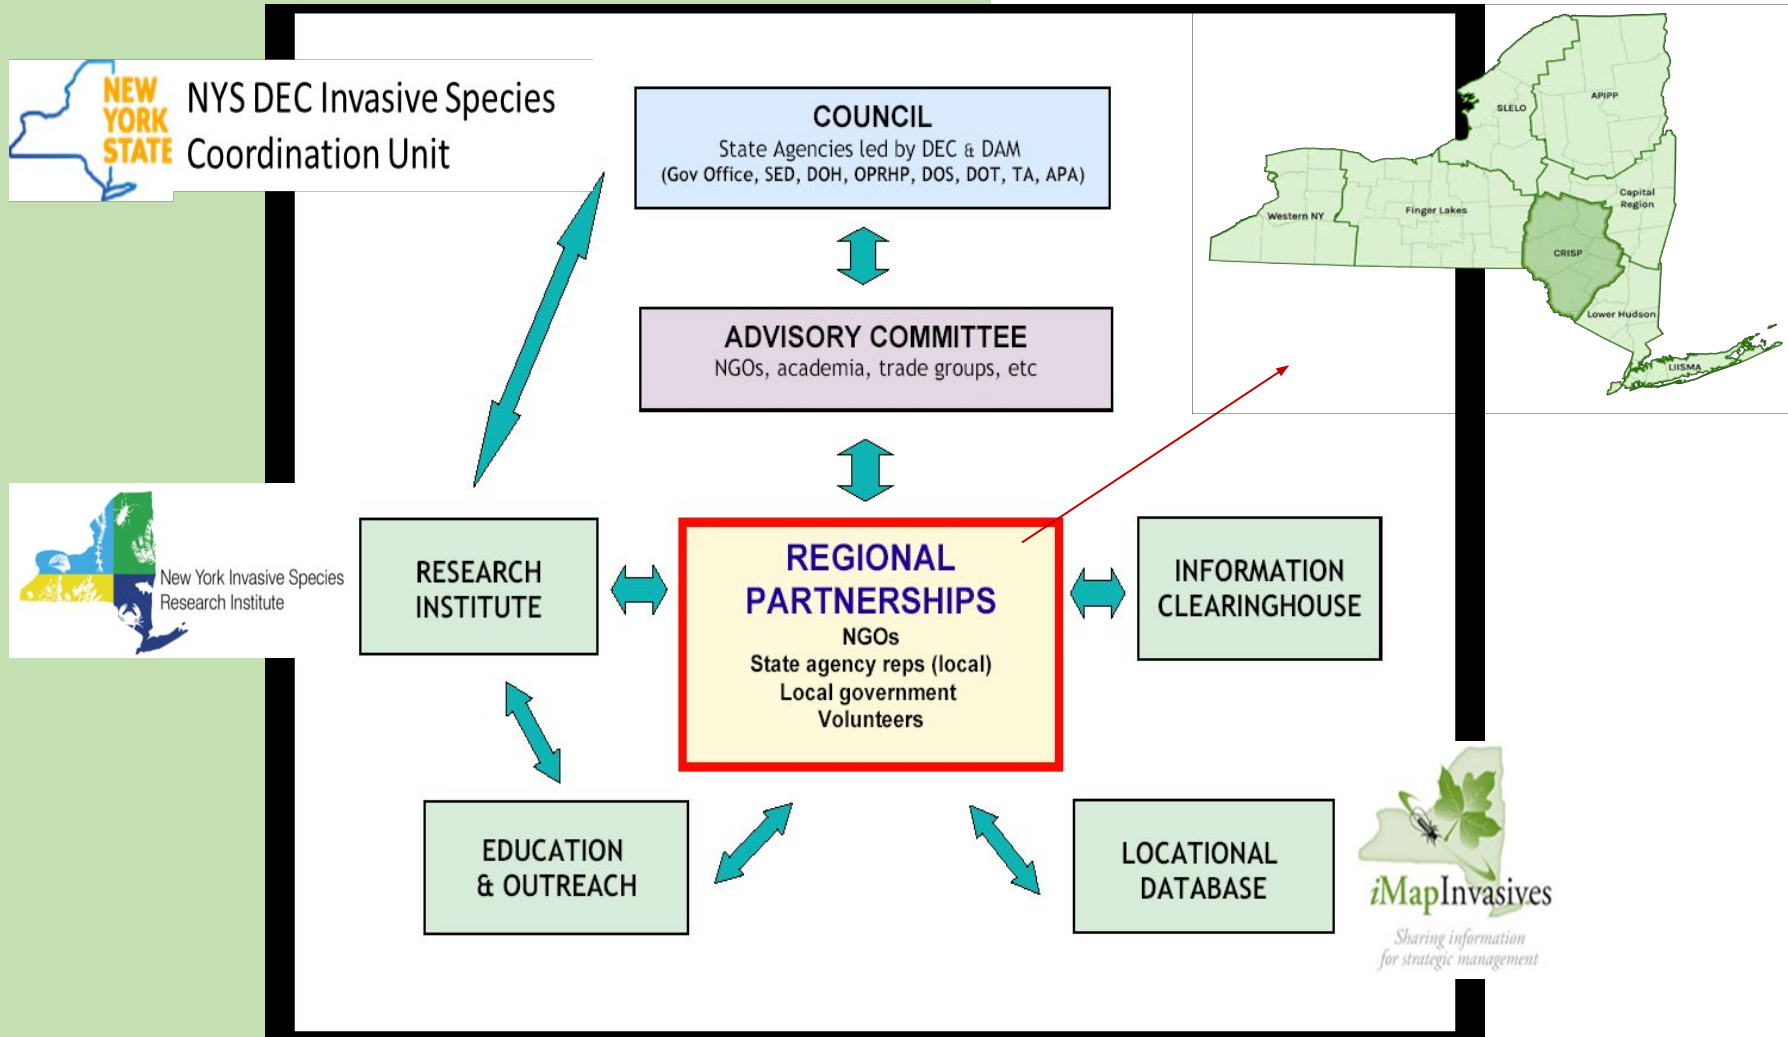 NEW
YORK
STATE
NYS DEC Invasive Species
Coordination Unit
COUNCIL
State Agencies led by DEC & DAM
(Gov Office, SED, DOH, OPRHP, DOS, DOT, TA, APA)
SLELO
APIPP
Western NY
Finger Lakes
Capital
Region
CRISP
Lower Hudson
LIISMA
ADVISORY COMMITTEE
NGOs, academia, trade groups, etc
New York Invasive Species
Research Institute
RESEARCH
INSTITUTE
REGIONAL
PARTNERSHIPS
NGOs
State agency reps (local)
Local government
Volunteers
INFORMATION
CLEARINGHOUSE
EDUCATION
& OUTREACH
LOCATIONAL
DATABASE
iMapInvasives
Sharing information
for strategic management